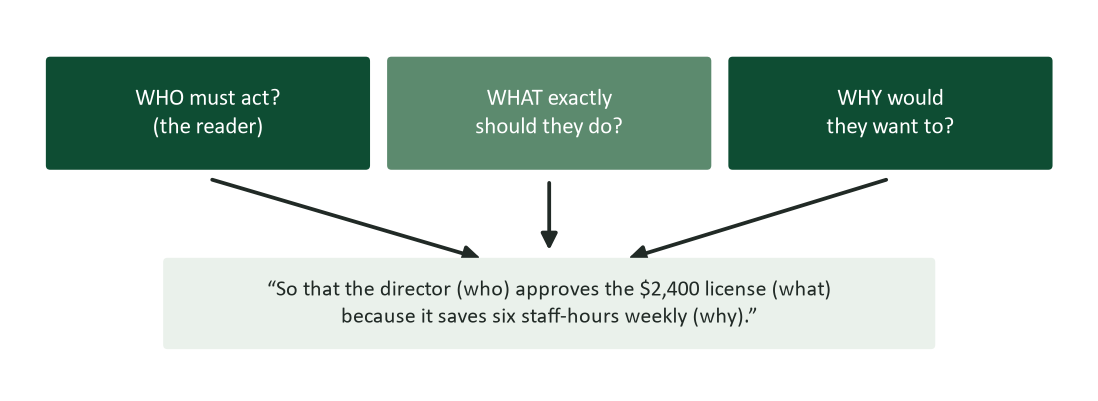 WHO must act?
(the reader)
WHAT exactly
should they do?
WHY would
they want to?
“So that the director (who) approves the $2,400 license (what)
because it saves six staff-hours weekly (why).”